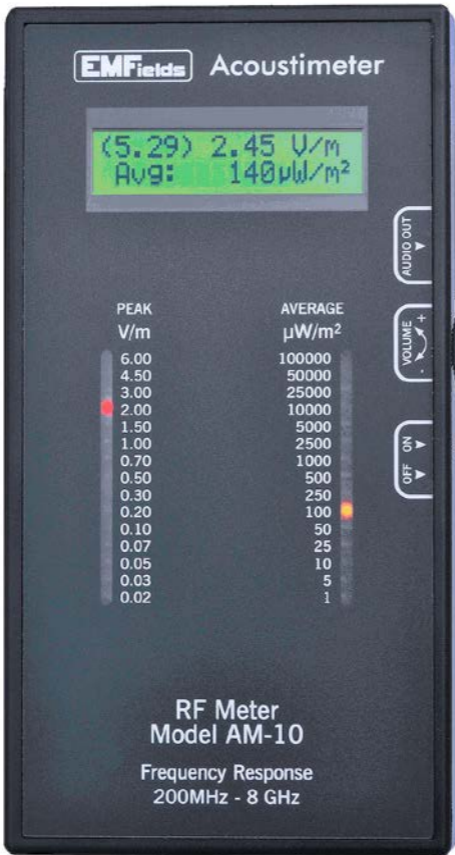 EMFields Acoustimeter
(5.29) 2.45 V/m
Avg: 140µW/m²
AUDIO OUT
VOLUME
- +
OFF ON
PEAK
V/m
6.00
4.50
3.00
2.00
1.50
1.00
0.70
0.50
0.30
0.20
0.10
0.07
0.05
0.03
0.02
AVERAGE
µW/m²
100000
50000
25000
10000
5000
2500
1000
500
250
100
50
25
10
5
1
RF Meter
Model AM-10
Frequency Response
200MHz - 8 GHz